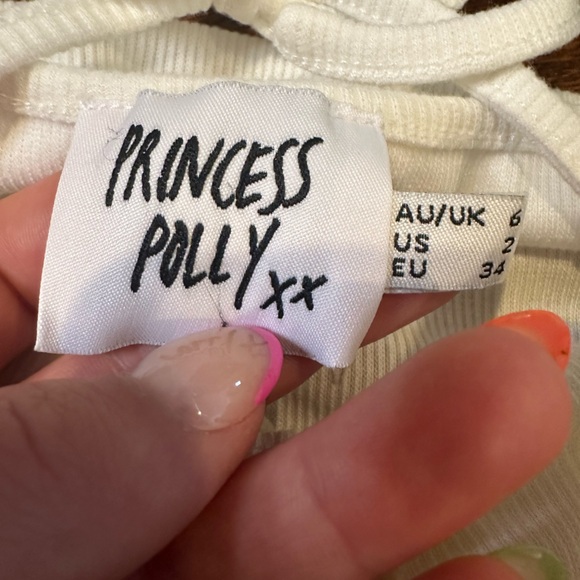 PRINCESS
POLLY xx
AU/UK 6
US 2
EU 34